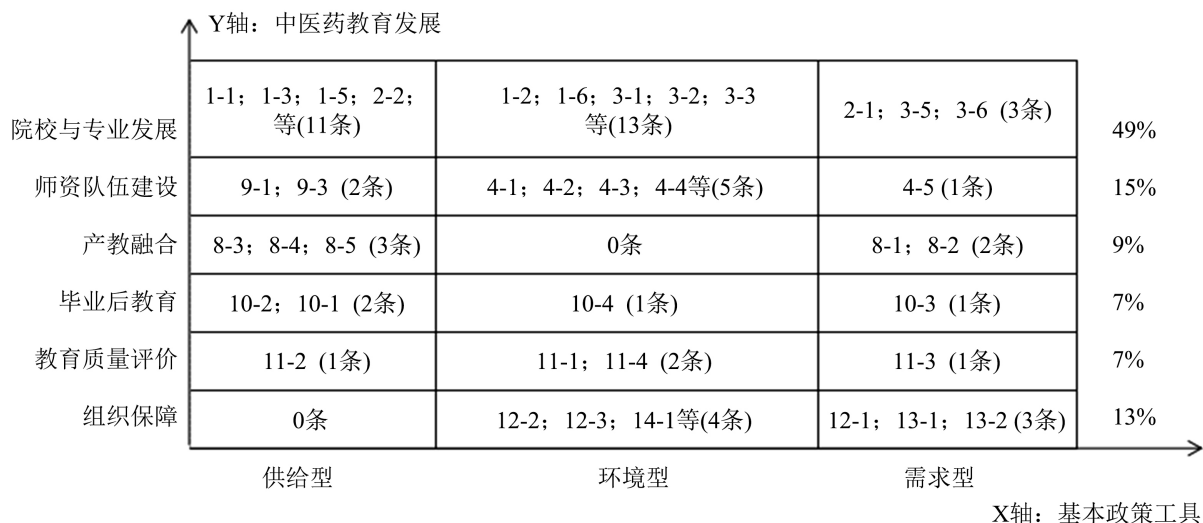 Y轴：中医药教育发展
1-1；1-3；1-5；2-2；
等(11条)
1-2；1-6；3-1；3-2；3-3
等(13条)
2-1；3-5；3-6 (3条)
院校与专业发展
49%
师资队伍建设
9-1；9-3 (2条)
4-1；4-2；4-3；4-4等(5条)
4-5 (1条)
15%
产教融合
8-3；8-4；8-5 (3条)
0条
8-1；8-2 (2条)
9%
毕业后教育
10-2；10-1 (2条)
10-4 (1条)
10-3 (1条)
7%
教育质量评价
11-2 (1条)
11-1；11-4 (2条)
11-3 (1条)
7%
组织保障
0条
12-2；12-3；14-1等(4条)
12-1；13-1；13-2 (3条)
13%
供给型
环境型
需求型
X轴：基本政策工具